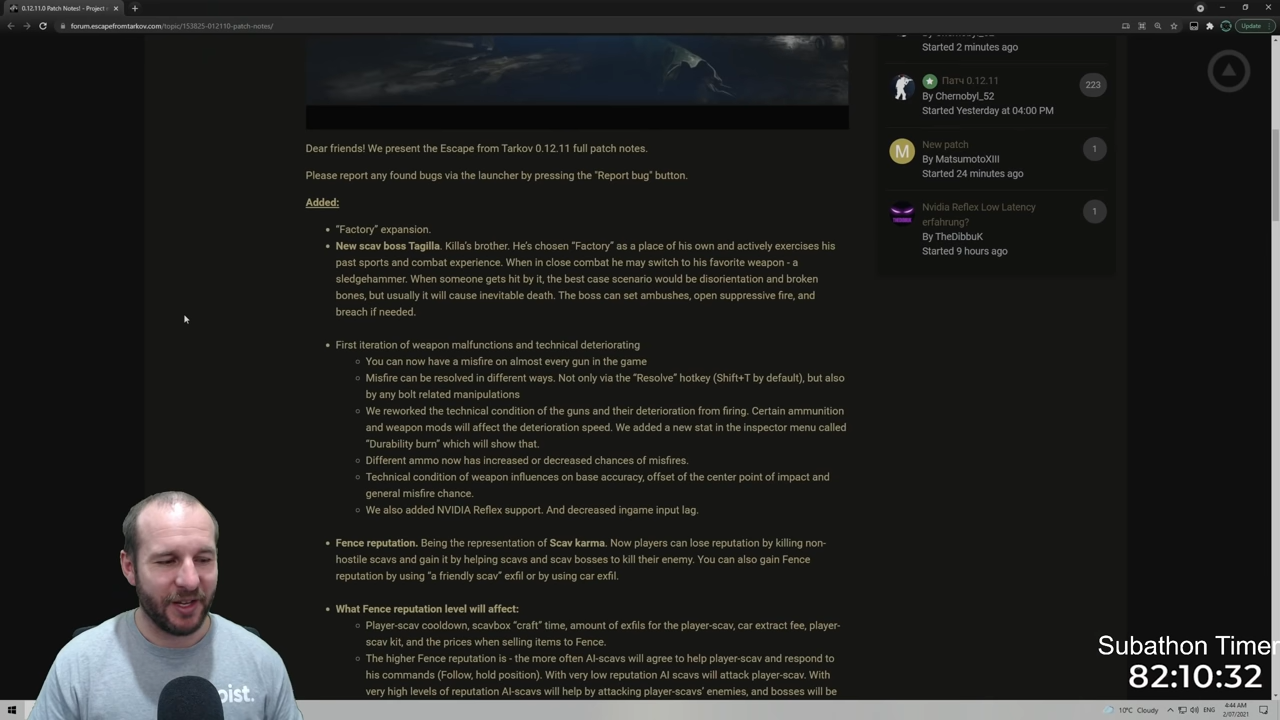 0.12.11.0 Patch Notes! - Project
forum.escapefromtarkov.com/topic/153825-012110-patch-notes/
Update
Started 2 minutes ago
Патч 0.12.11
By Chernobyl_52
Started Yesterday at 04:00 PM
223
New patch
By MatsumotoXIII
Started 24 minutes ago
M
1
Nvidia Reflex Low Latency
erfahrung?
By TheDibbuK
Started 9 hours ago
1
Dear friends! We present the Escape from Tarkov 0.12.11 full patch notes.
Please report any found bugs via the launcher by pressing the "Report bug" button.
Added:
“Factory” expansion.
New scav boss Tagilla. Killa’s brother. He’s chosen “Factory” as a place of his own and actively exercises his
past sports and combat experience. When in close combat he may switch to his favorite weapon - a
sledgehammer. When someone gets hit by it, the best case scenario would be disorientation and broken
bones, but usually it will cause inevitable death. The boss can set ambushes, open suppressive fire, and
breach if needed.
First iteration of weapon malfunctions and technical deteriorating
You can now have a misfire on almost every gun in the game
Misfire can be resolved in different ways. Not only via the “Resolve” hotkey (Shift+T by default), but also
by any bolt related manipulations
We reworked the technical condition of the guns and their deterioration from firing. Certain ammunition
and weapon mods will affect the deterioration speed. We added a new stat in the inspector menu called
“Durability burn” which will show that.
Different ammo now has increased or decreased chances of misfires.
Technical condition of weapon influences on base accuracy, offset of the center point of impact and
general misfire chance.
We also added NVIDIA Reflex support. And decreased ingame input lag.
Fence reputation. Being the representation of Scav karma. Now players can lose reputation by killing non-
hostile scavs and gain it by helping scavs and scav bosses to kill their enemy. You can also gain Fence
reputation by using “a friendly scav” exfil or by using car exfil.
What Fence reputation level will affect:
Player-scav cooldown, scavbox “craft” time, amount of exfils for the player-scav, car extract fee, player-
scav kit, and the prices when selling items to Fence.
The higher Fence reputation is - the more often AI-scavs will agree to help player-scav and respond to
his commands (Follow, hold position). With very low reputation AI scavs will attack player-scav. With
very high levels of reputation AI-scavs will help by attacking player-scavs’ enemies, and bosses will be
pist.
Subathon Timer
82:10:32
10°C Cloudy
ENG
4:44 AM
2/07/2021